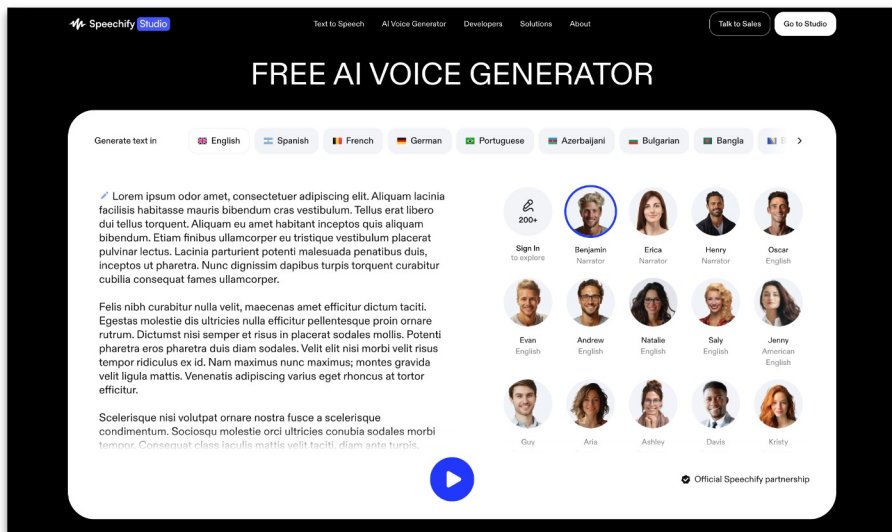 Speechify Studio
Text to Speech
AI Voice Generator
Developers
Solutions
About
Talk to Sales
Go to Studio
FREE AI VOICE GENERATOR
Generate text in
English
Spanish
French
German
Portuguese
Azerbaijani
Bulgarian
Bangla
Lorem ipsum odor amet, consectetuer adipiscing elit. Aliquam lacinia
facilisis habitasse mauris bibendum cras vestibulum. Tellus erat libero
dui tellus torquent. Aliquam eu amet habitant inceptos quis aliquam
bibendum. Etiam finibus ullamcorper eu tristique vestibulum placerat
pulvinar lectus. Lacinia parturient potenti malesuada penatibus duis,
inceptos ut pharetra. Nunc dignissim dapibus turpis torquent curabitur
cubilia consequat fames ullamcorper.
Felis nibh curabitur nulla velit, maecenas amet efficitur dictum taciti.
Egestas molestie dis ultricies nulla efficitur pellentesque proin ornare
rutrum. Dictumst nisi semper et risus in placerat sodales mollis. Potenti
pharetra eros pharetra duis diam sodales. Velit elit nisi morbi velit risus
tempor ridiculus ex id. Nam maximus nunc maximus; montes gravida
velit ligula mattis. Venenatis adipiscing varius eget rhoncus at tortor
efficitur.
Scelerisque nisi volutpat ornare nostra fusce a scelerisque
condimentum. Sociosqu molestie orci ultricies conubia sodales morbi
tempor. Consequat class iaculis mattis velit taciti, diam ante turpis.
200+
Sign In
to explore
Benjamin
Narrator
Erica
Narrator
Henry
Narrator
Oscar
English
Evan
English
Andrew
English
Natalie
English
Saly
English
Jenny
American
English
Guy
Aria
Ashley
Davis
Kristy
Official Speechify partnership